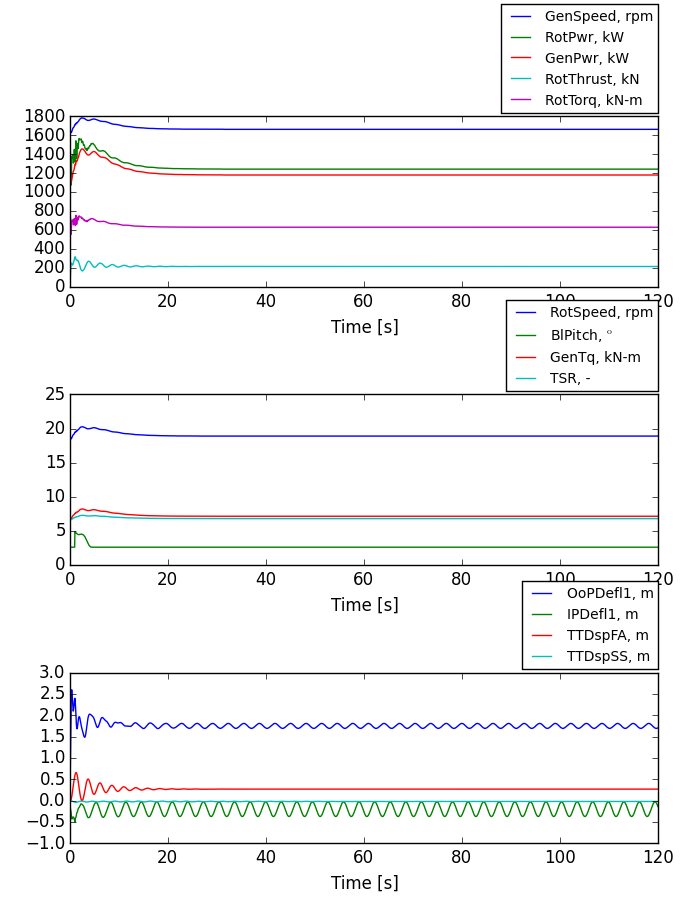 GenSpeed, rpm
RotPwr, kW
GenPwr, kW
RotThrust, kN
RotTorq, kN-m
1800
1600
1400
1200
1000
800
600
400
200
0
0 20 40 60 80 100 120
Time [s]
RotSpeed, rpm
BlPitch, °
GenTq, kN-m
TSR, -
25
20
15
10
5
0
0 20 40 60 80 100 120
Time [s]
OoPDefl1, m
IPDefl1, m
TTDspFA, m
TTDspSS, m
3.0
2.5
2.0
1.5
1.0
0.5
0.0
−0.5
−1.0
0 20 40 60 80 100 120
Time [s]